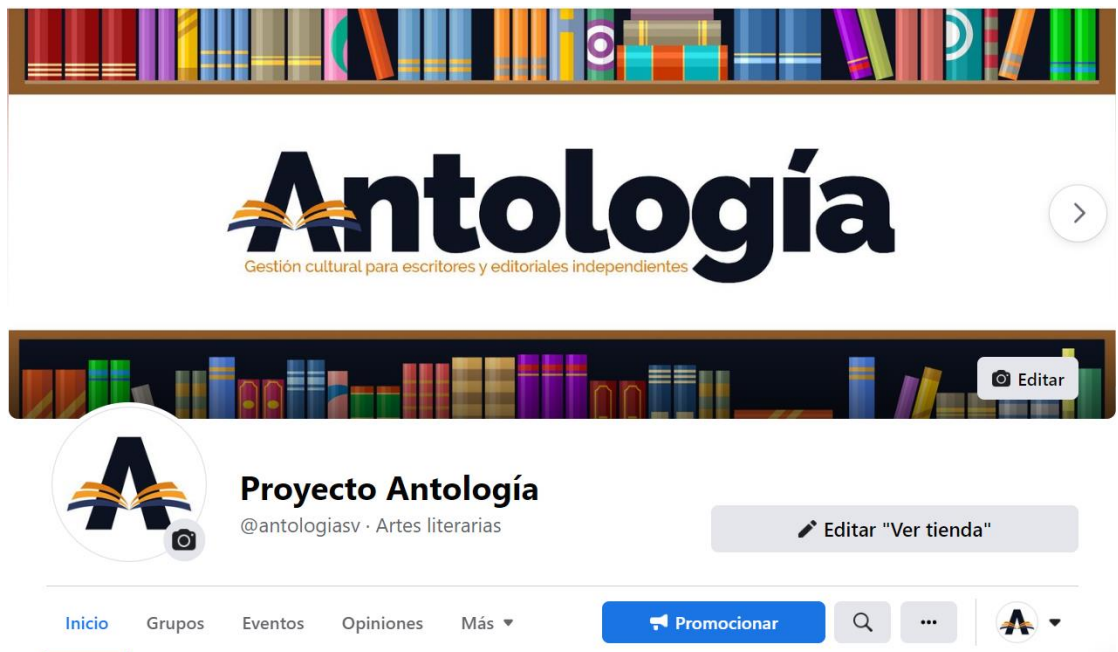 Antología
Gestión cultural para escritores y editoriales independientes
Editar
Proyecto Antología
@antologiasv · Artes literarias
Editar "Ver tienda"
Inicio Grupos Eventos Opiniones Más Promocionar